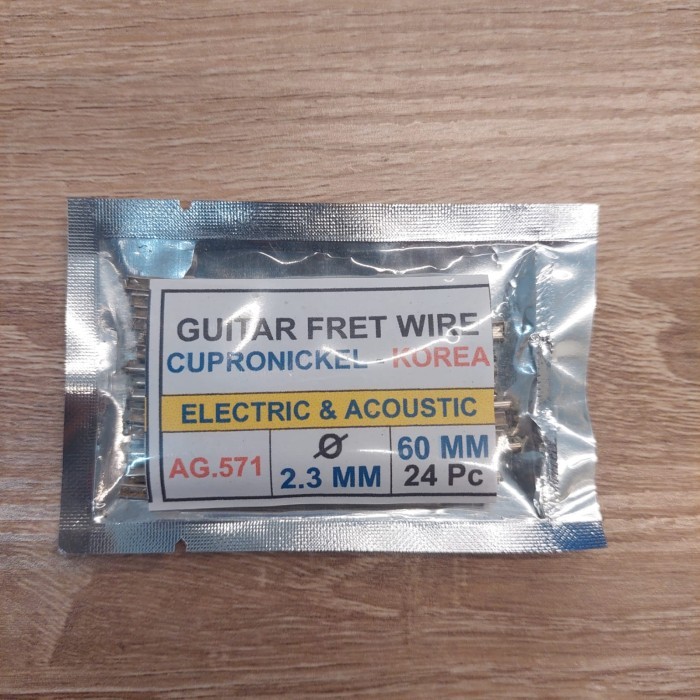 GUITAR FRET WIRE
CUPRONICKEL - KOREA
ELECTRIC & ACOUSTIC
AG.571
Ø
2.3 MM
60 MM
24 Pc